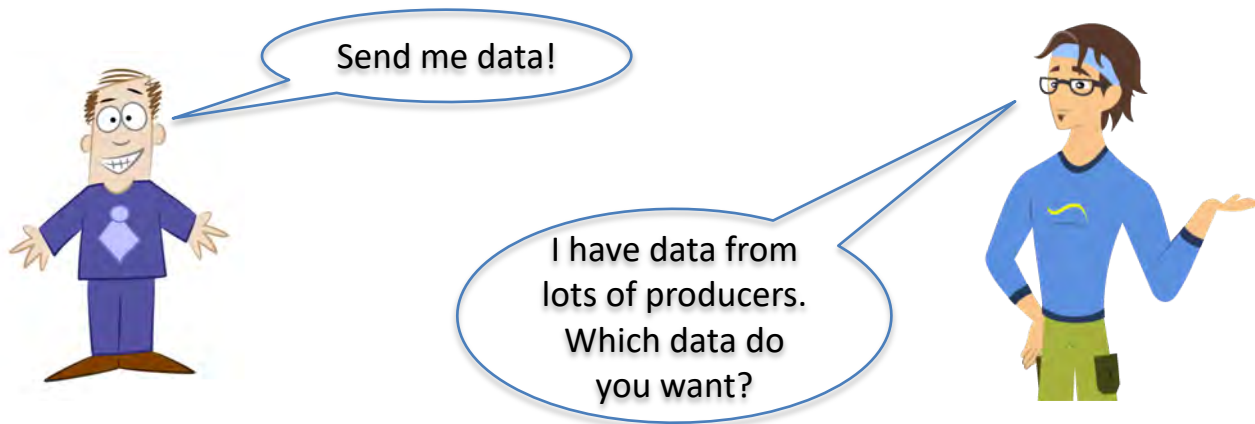 Send me data!
I have data from
lots of producers.
Which data do
you want?